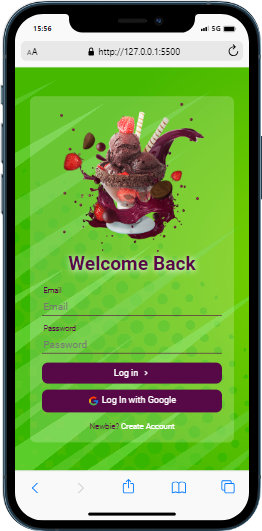 15:56
5G
AA
http://127.0.0.1:5500
Welcome Back
Email
Email
Password
Password
Log in >
Log In with Google
Newbie? Create Account